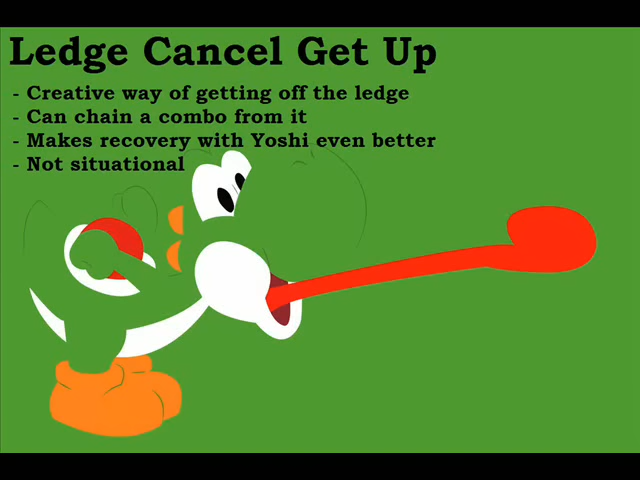 Ledge Cancel Get Up
- Creative way of getting off the ledge
- Can chain a combo from it
- Makes recovery with Yoshi even better
- Not situational